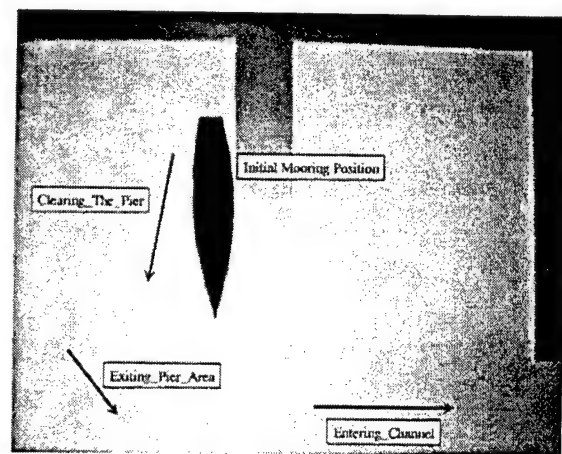 Initial Mooring Position
Clearing_The_Pier
Exiting_Pier_Area
Entering_Channel